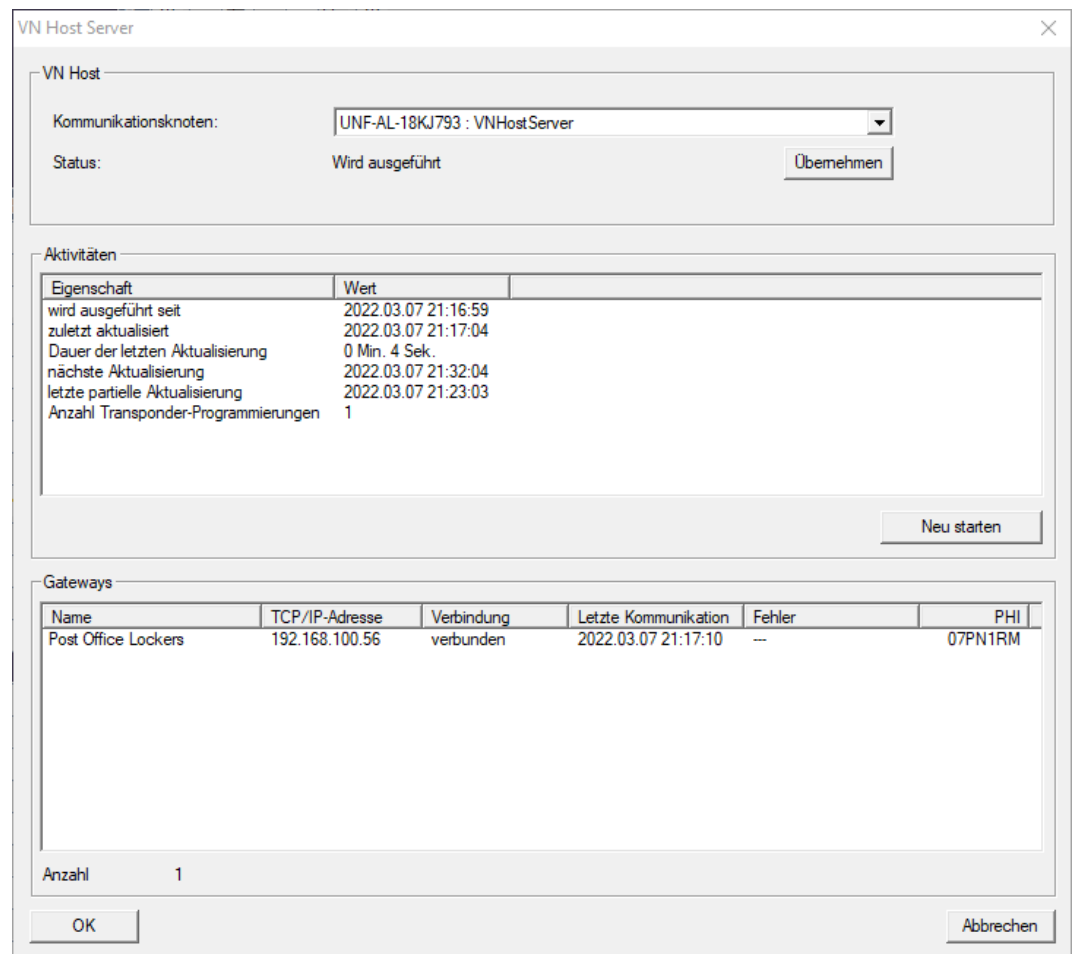 VN Host Server
VN Host
Kommunikationsknoten: UNF-AL-18KJ793 : VNHostServer
Status: Wird ausgeführt Übernehmen
Aktivitäten
Eigenschaft Wert
wird ausgeführt seit 2022.03.07 21:16:59
zuletzt aktualisiert 2022.03.07 21:17:04
Dauer der letzten Aktualisierung 0 Min. 4 Sek.
nächste Aktualisierung 2022.03.07 21:32:04
letzte partielle Aktualisierung 2022.03.07 21:23:03
Anzahl Transponder-Programmierungen 1
Neu starten
Gateways
Name TCP/IP-Adresse Verbindung Letzte Kommunikation Fehler PHI
Post Office Lockers 192.168.100.56 verbunden 2022.03.07 21:17:10 --- 07PN1RM
Anzahl 1
OK Abbrechen